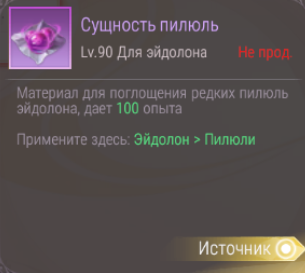 Сущность пилюль
Lv.90 Для эйдолона Не прод.
Материал для поглощения редких пилюль
эйдолона, дает 100 опыта
Примените здесь: Эйдолон > Пилюли
Источник